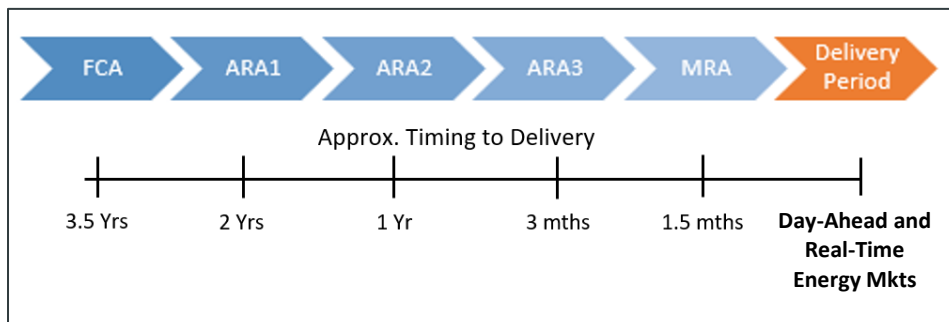 FCA
ARA1
ARA2
ARA3
MRA
Delivery
Period
Approx. Timing to Delivery
3.5 Yrs
2 Yrs
1 Yr
3 mths
1.5 mths
Day-Ahead and
Real-Time
Energy Mkts